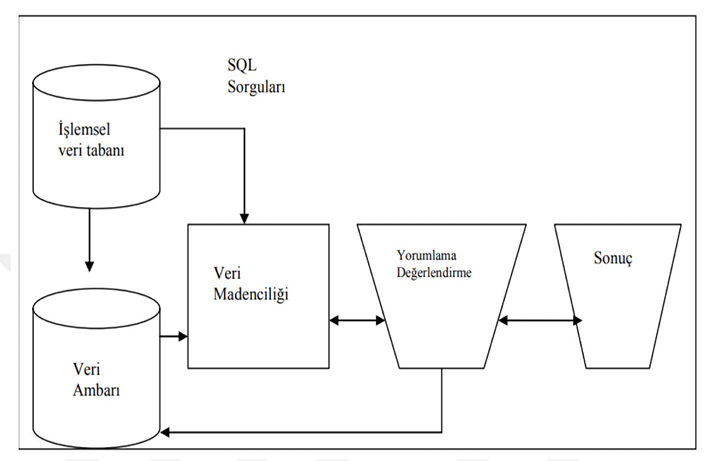 SQL
Sorguları
İşlemsel
veri tabanı
Veri
Madenciliği
Yorumlama
Değerlendirme
Sonuç
Veri
Ambarı